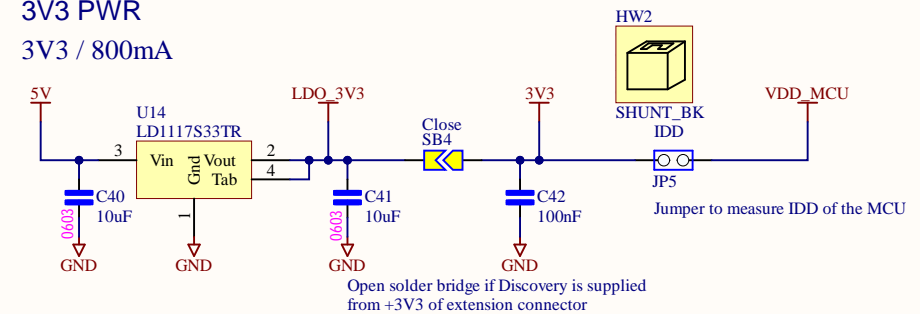 3V3 PWR
3V3 / 800mA
HW2
SHUNT_BK
5V
LDO_3V3
3V3
VDD_MCU
U14
LD1117S33TR
Close
SB4
IDD
3
Vin
Gnd
Vout
2
Tab
4
1
JP5
C40
10uF
0603
C41
10uF
0603
C42
100nF
Jumper to measure IDD of the MCU
GND
GND
GND
GND
Open solder bridge if Discovery is supplied
from +3V3 of extension connector